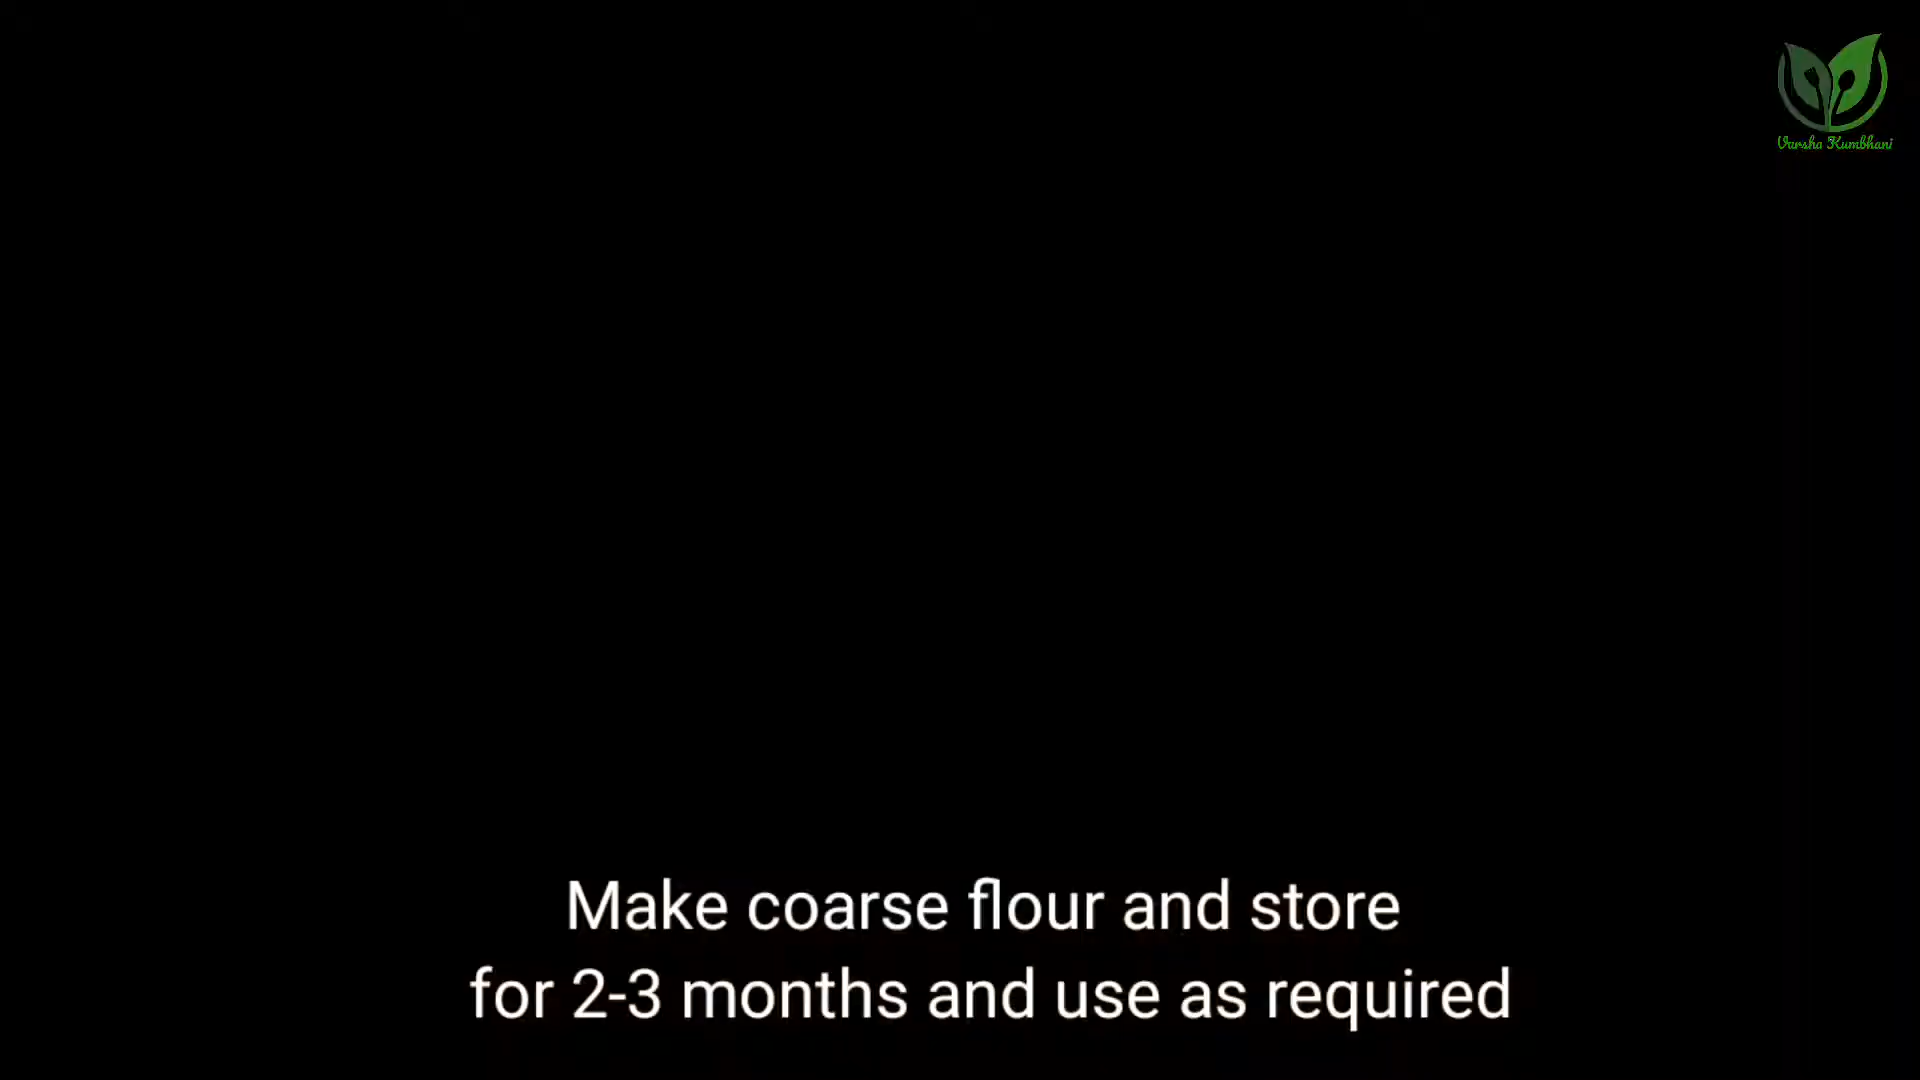 Varsha Kumbhani
Make coarse flour and store
for 2-3 months and use as required